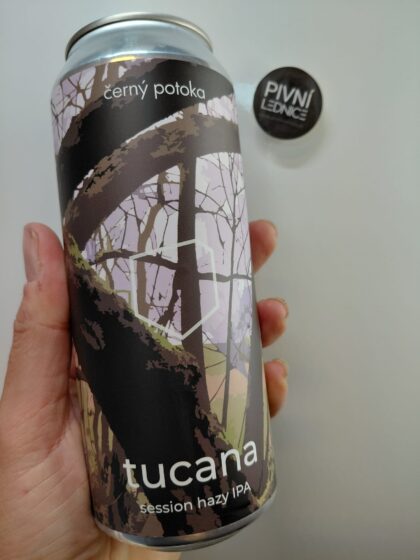 černý potoka
PIVNÍ
LEDNICE
tucana
session hazy IPA